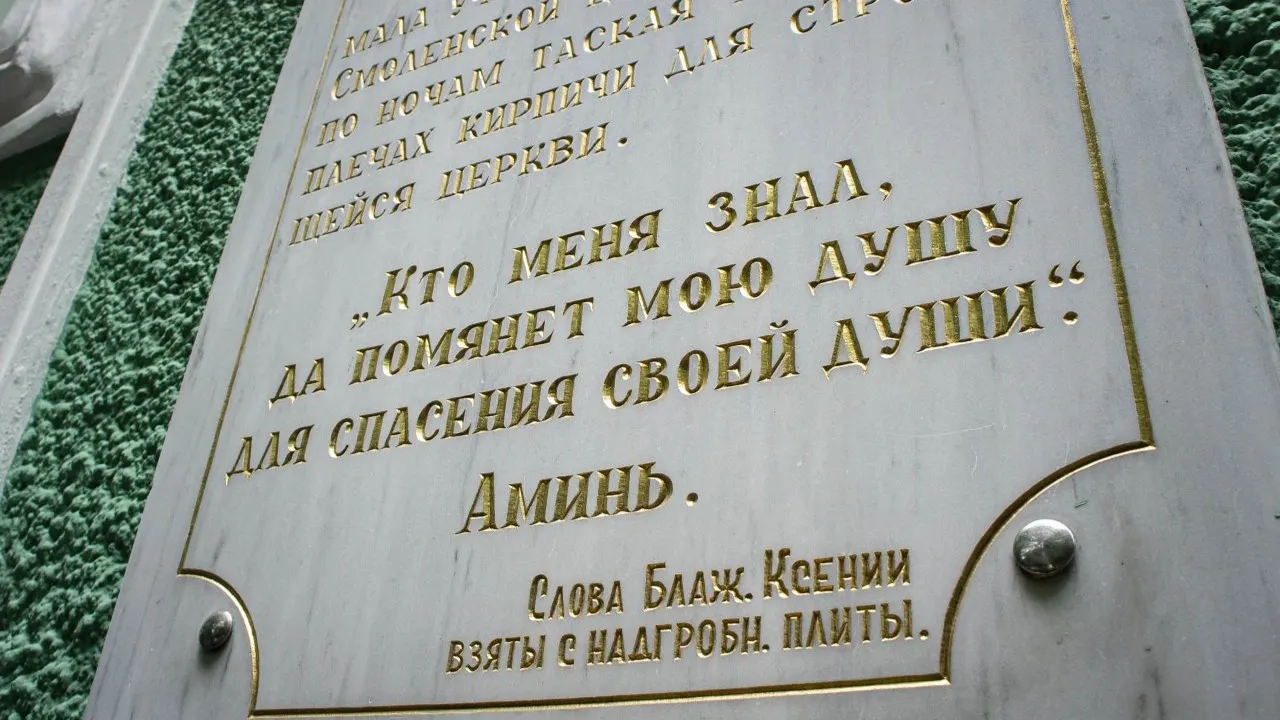 МАЛА
СМОЛЕНСКОЙ
ПО НОЧАМ ТАСКАЯ
ПЛЕЧАХ КИРПИЧИ ДЛЯ
ЩЕЙСЯ ЦЕРКВИ.
„Кто меня знал,
да помянет мою душу
для спасения своей души“.
Аминь.
Слова Блаж. Ксении
взяты с надгробн. плиты.